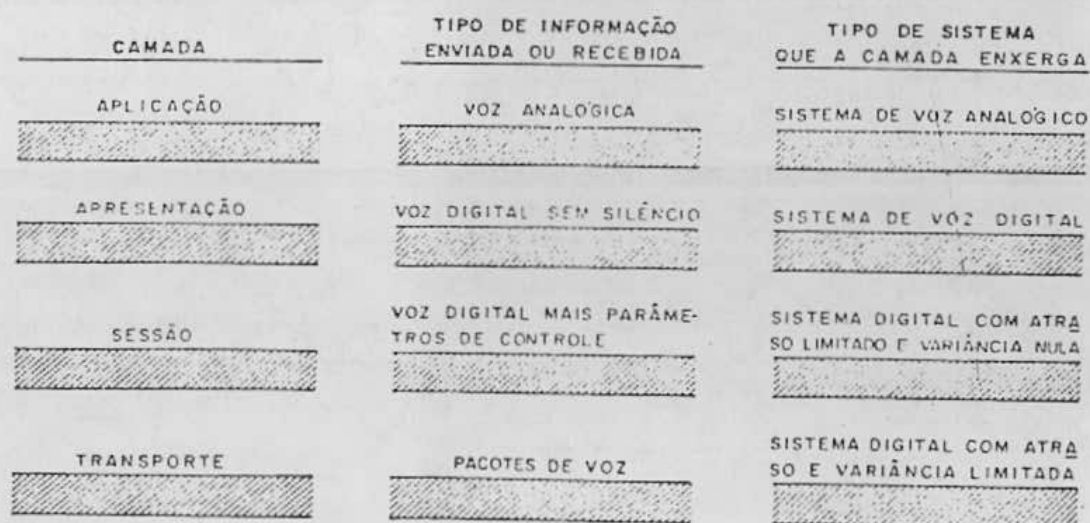 CAMADA
TIPO DE INFORMAÇÃO
ENVIADA OU RECEBIDA
TIPO DE SISTEMA
QUE A CAMADA ENXERGA
APLICAÇÃO
VOZ ANALÓGICA
SISTEMA DE VOZ ANALÓGICO
APRESENTAÇÃO
VOZ DIGITAL SEM SILÊNCIO
SISTEMA DE VOZ DIGITAL
SESSÃO
VOZ DIGITAL MAIS PARÂME-
TROS DE CONTROLE
SISTEMA DIGITAL COM ATRA
SO LIMITADO E VARIÂNCIA NULA
TRANSPORTE
PACOTES DE VOZ
SISTEMA DIGITAL COM ATRA
SO E VARIÂNCIA LIMITADA